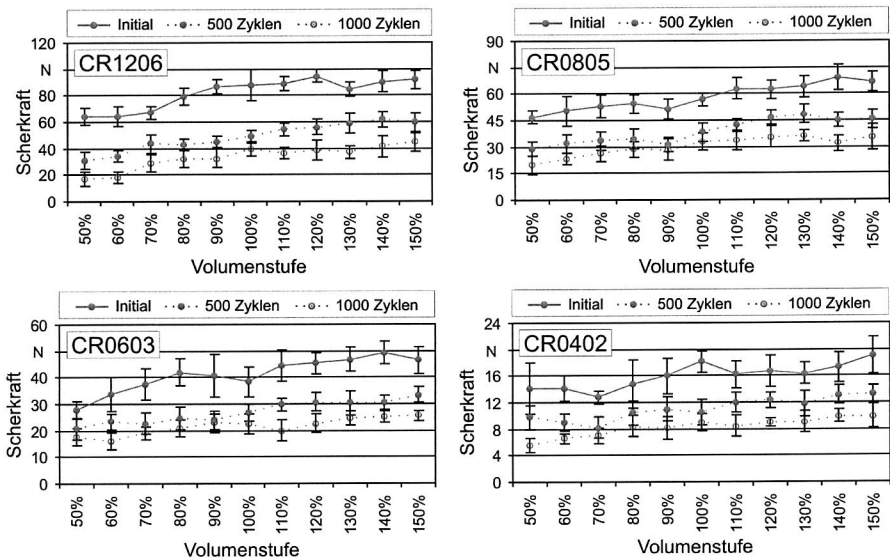 Initial 500 Zyklen 1000 Zyklen
CR1206
Scherkraft
120
N
80
60
40
20
0
50% 60% 70% 80% 90% 100% 110% 120% 130% 140% 150%
Volumenstufe
Initial 500 Zyklen 1000 Zyklen
CR0805
Scherkraft
90
N
60
45
30
15
0
50% 60% 70% 80% 90% 100% 110% 120% 130% 140% 150%
Volumenstufe
Initial 500 Zyklen 1000 Zyklen
CR0603
Scherkraft
60
N
40
30
20
10
0
50% 60% 70% 80% 90% 100% 110% 120% 130% 140% 150%
Volumenstufe
Initial 500 Zyklen 1000 Zyklen
CR0402
Scherkraft
24
N
16
12
8
4
0
50% 60% 70% 80% 90% 100% 110% 120% 130% 140% 150%
Volumenstufe